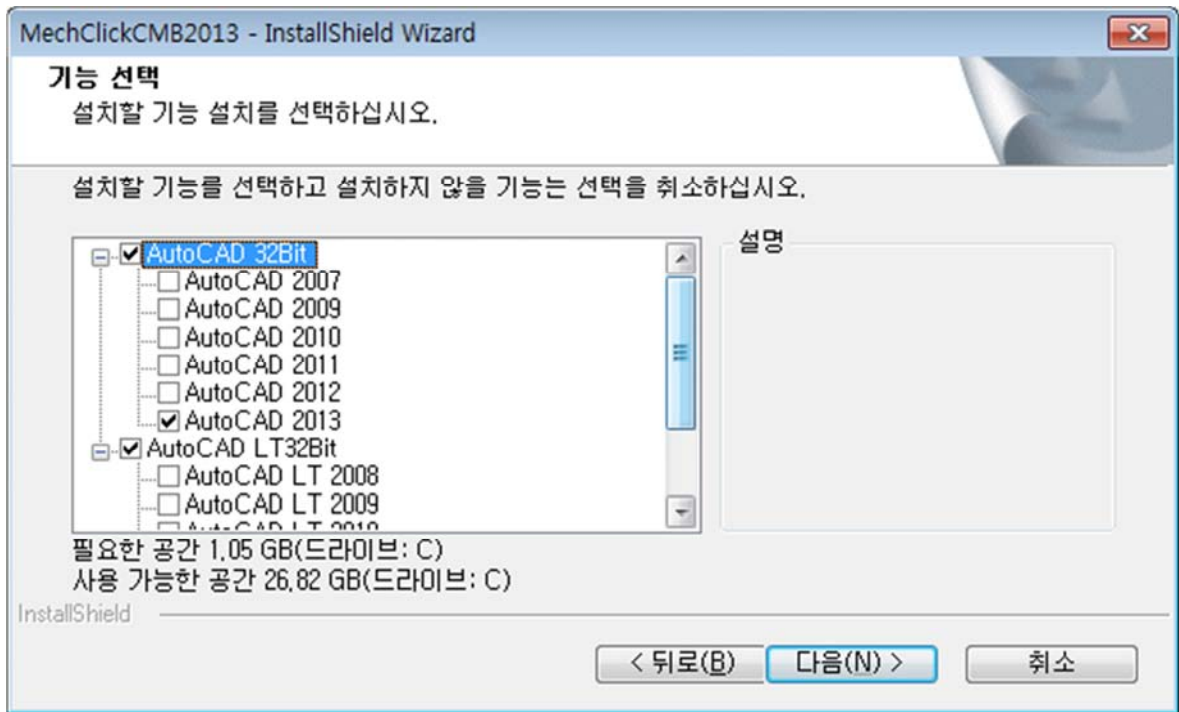 MechClickCMB2013 - InstallShield Wizard
기능 선택
설치할 기능 설치를 선택하십시오.
설치할 기능를 선택하고 설치하지 않을 기능는 선택을 취소하십시오.
AutoCAD 32Bit
AutoCAD 2007
AutoCAD 2009
AutoCAD 2010
AutoCAD 2011
AutoCAD 2012
AutoCAD 2013
AutoCAD LT32Bit
AutoCAD LT 2008
AutoCAD LT 2009
AutoCAD LT 2010
설명
필요한 공간 1.05 GB(드라이브: C)
사용 가능한 공간 26.82 GB(드라이브: C)
InstallShield
< 뒤로(B)
다음(N) >
취소